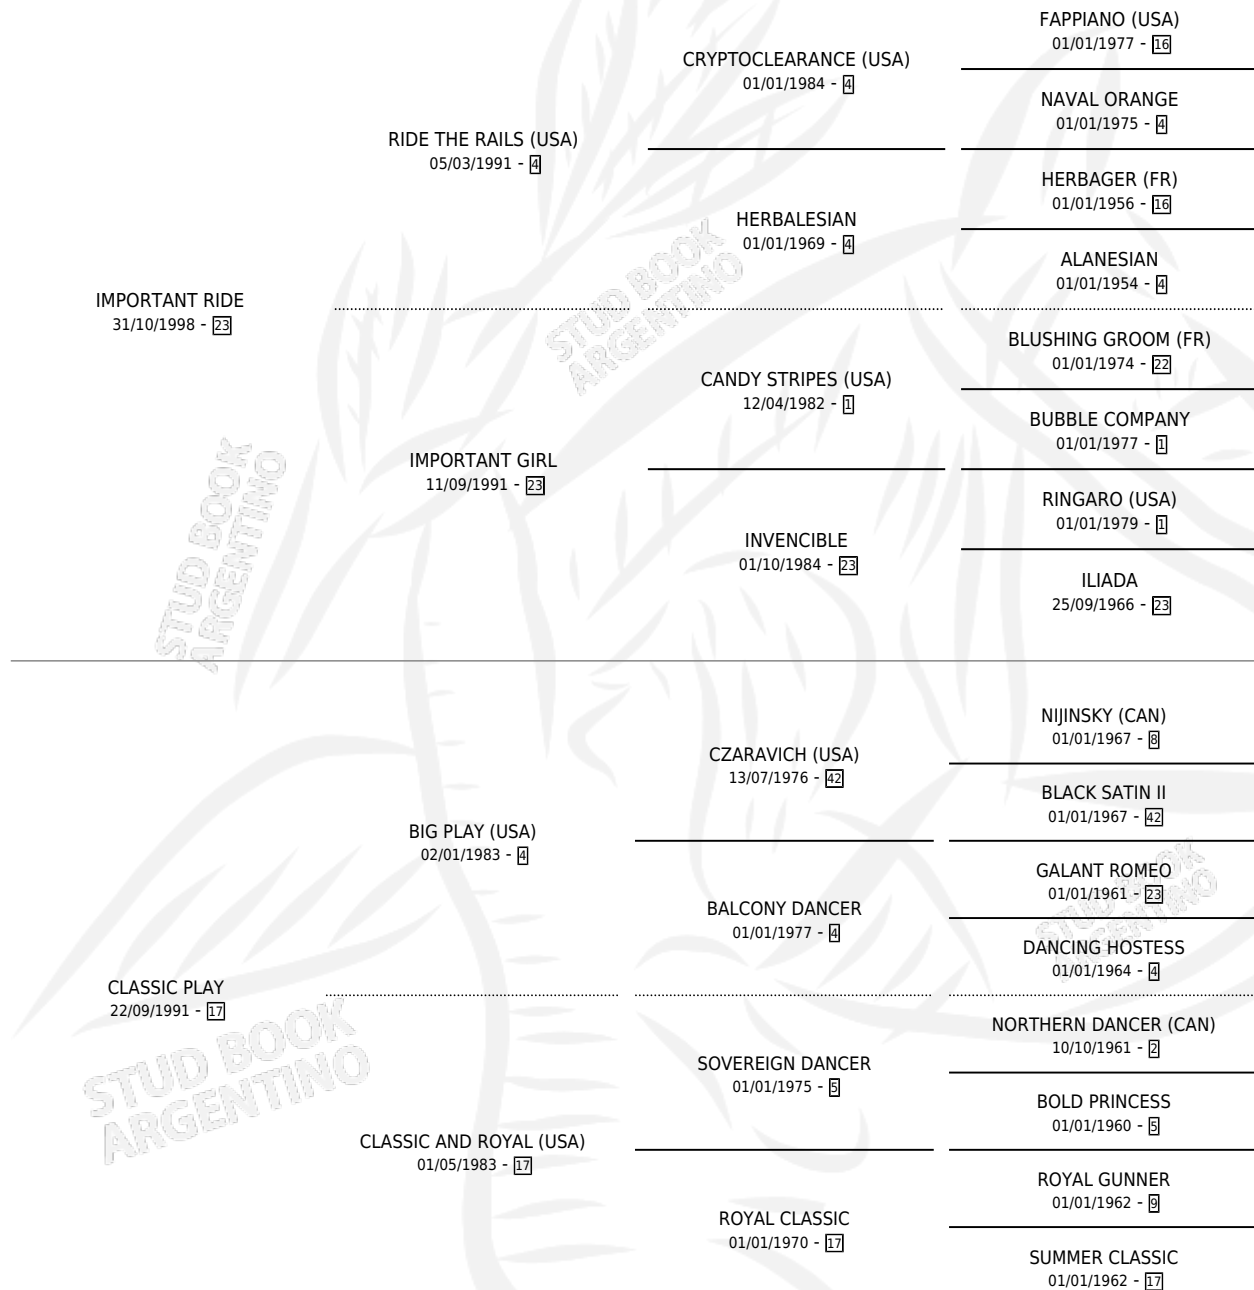 FAPPIANO (USA)
01/01/1977 - 16
CRYPTOCLEARANCE (USA)
01/01/1984 - 4
NAVAL ORANGE
01/01/1975 - 4
RIDE THE RAILS (USA)
05/03/1991 - 4
HERBAGER (FR)
01/01/1956 - 16
HERBALESIAN
01/01/1969 - 4
ALANESIAN
01/01/1954 - 4
IMPORTANT RIDE
31/10/1998 - 23
BLUSHING GROOM (FR)
01/01/1974 - 22
CANDY STRIPES (USA)
12/04/1982 - 1
BUBBLE COMPANY
01/01/1977 - 1
IMPORTANT GIRL
11/09/1991 - 23
RINGARO (USA)
01/01/1979 - 1
INVENCIBLE
01/10/1984 - 23
ILIADA
25/09/1966 - 23
NIJINSKY (CAN)
01/01/1967 - 8
CZARAVICH (USA)
13/07/1976 - 42
BLACK SATIN II
01/01/1967 - 42
BIG PLAY (USA)
02/01/1983 - 4
GALANT ROMEO
01/01/1961 - 23
BALCONY DANCER
01/01/1977 - 4
DANCING HOSTESS
01/01/1964 - 4
CLASSIC PLAY
22/09/1991 - 17
NORTHERN DANCER (CAN)
10/10/1961 - 2
SOVEREIGN DANCER
01/01/1975 - 5
BOLD PRINCESS
01/01/1960 - 5
CLASSIC AND ROYAL (USA)
01/05/1983 - 17
ROYAL GUNNER
01/01/1962 - 9
ROYAL CLASSIC
01/01/1970 - 17
SUMMER CLASSIC
01/01/1962 - 17
STUD BOOK
ARGENTINO
STUD BOOK
ARGENTINO
STUD BOOK
ARGENTINO
STUD BOOK
ARGENTINO